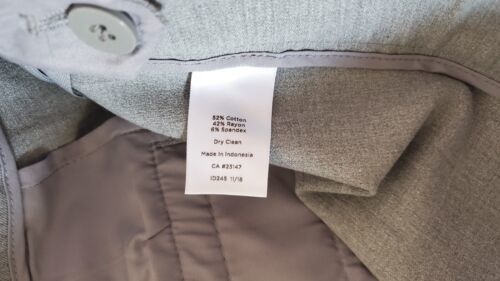 52% Cotton
42% Rayon
6% Spandex
Dry Clean
Made in Indonesia
CA #23147
ID245 11/18